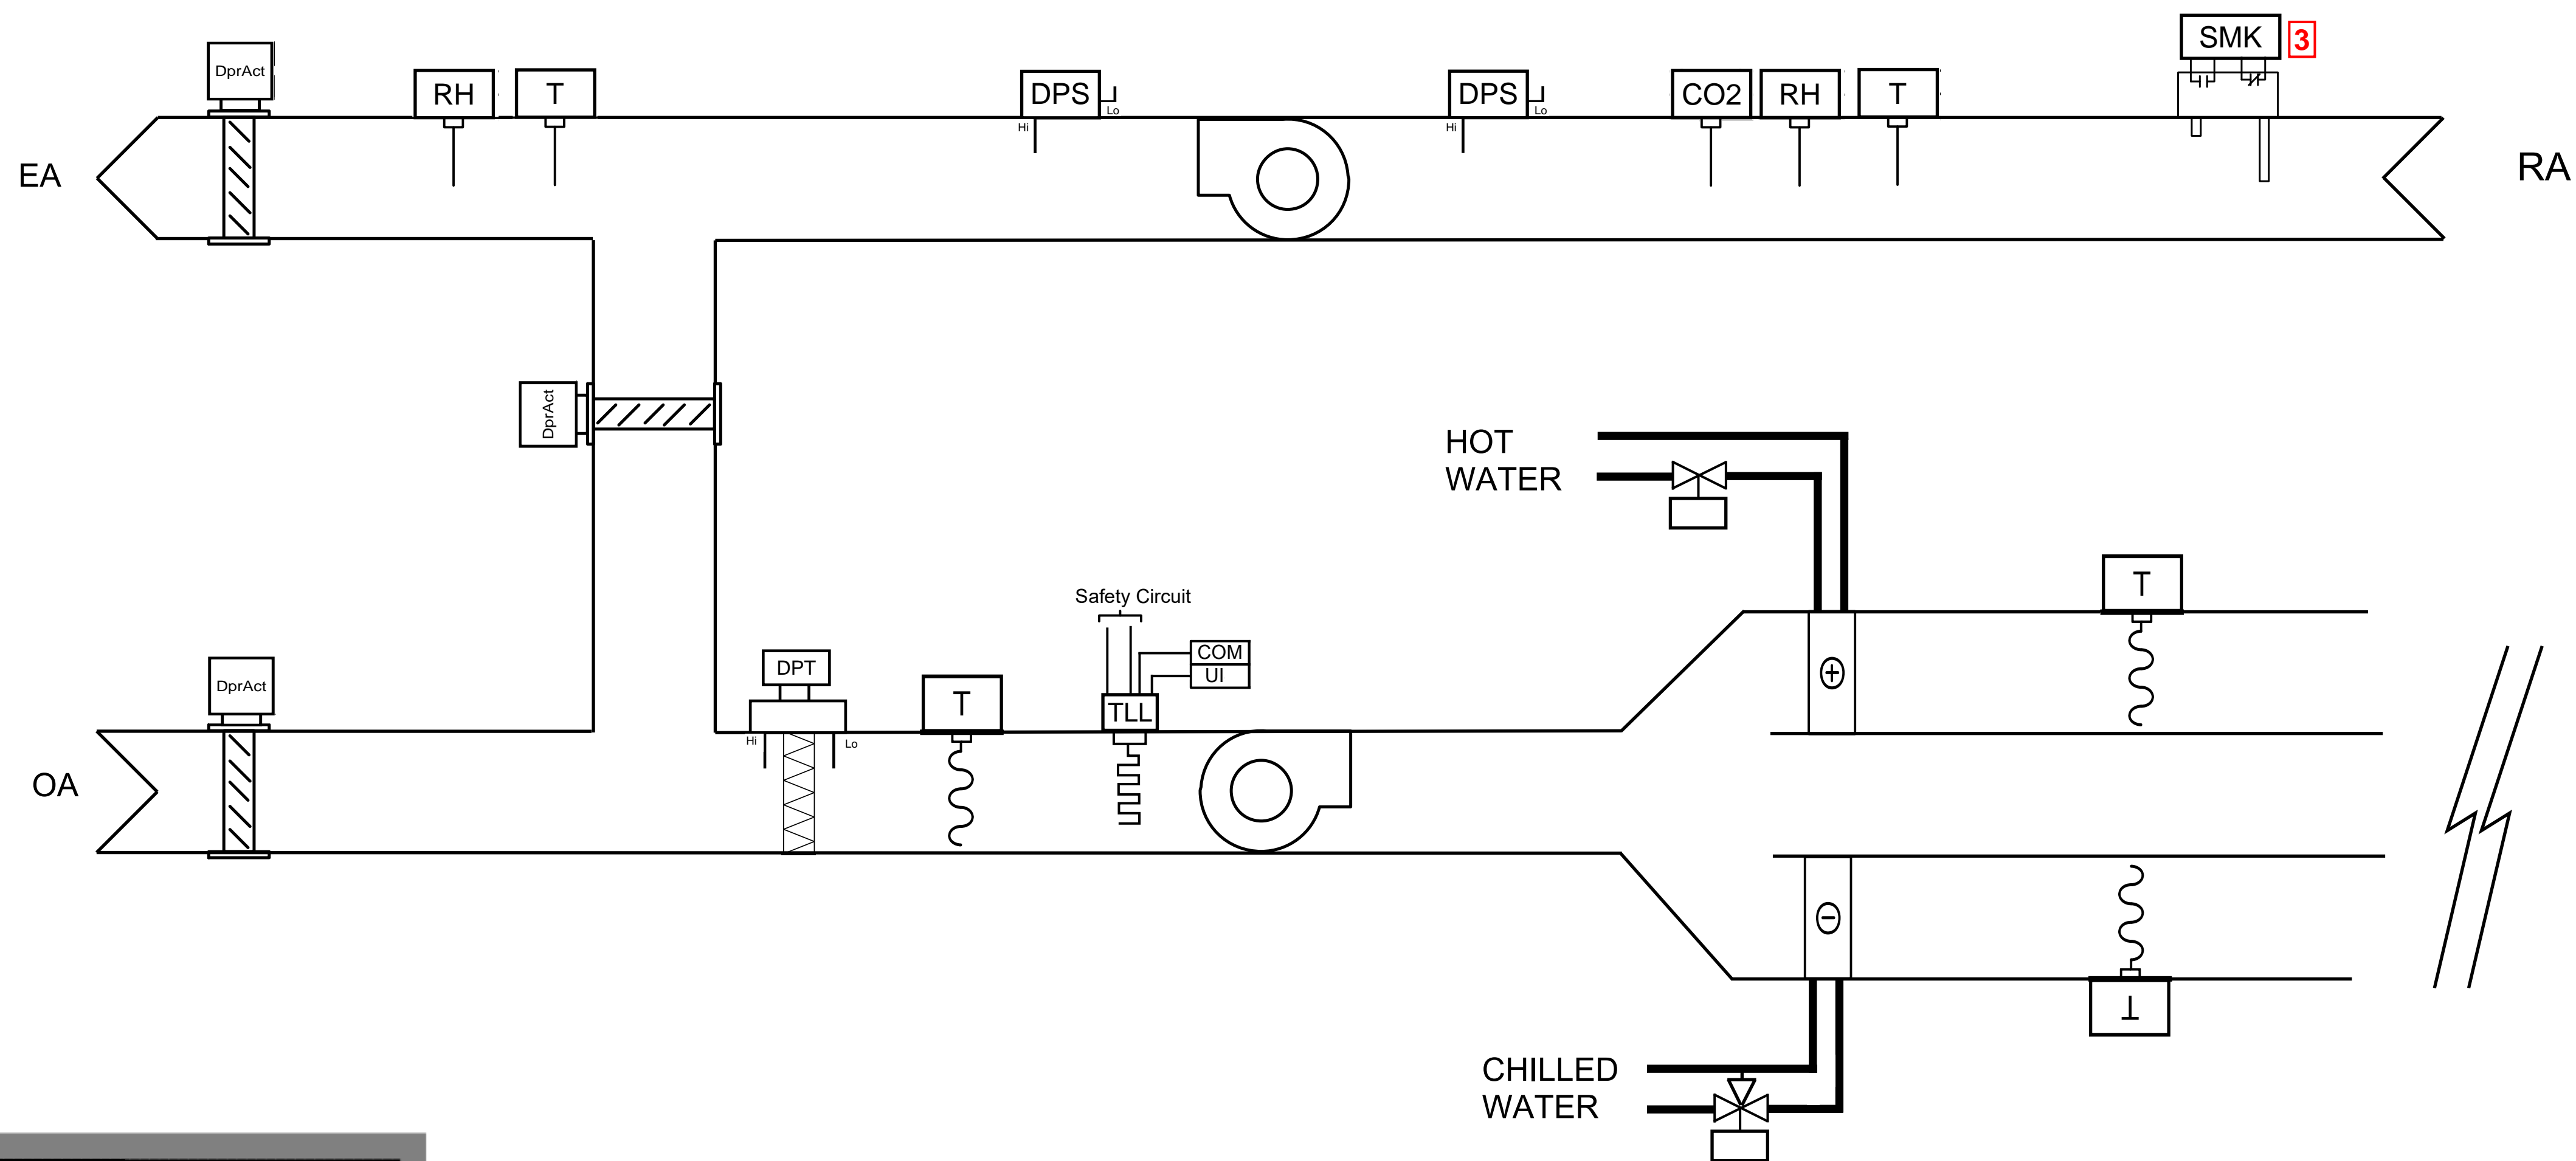 SMK
3
DprAct
RH
T
DPS
Lo
Hi
DPS
Lo
Hi
CO2
RH
T
EA
RA
DprAct
HOT
WATER
T
Safety Circuit
COM
UI
DprAct
DPT
T
TLL
Hi
Lo
OA
T
CHILLED
WATER